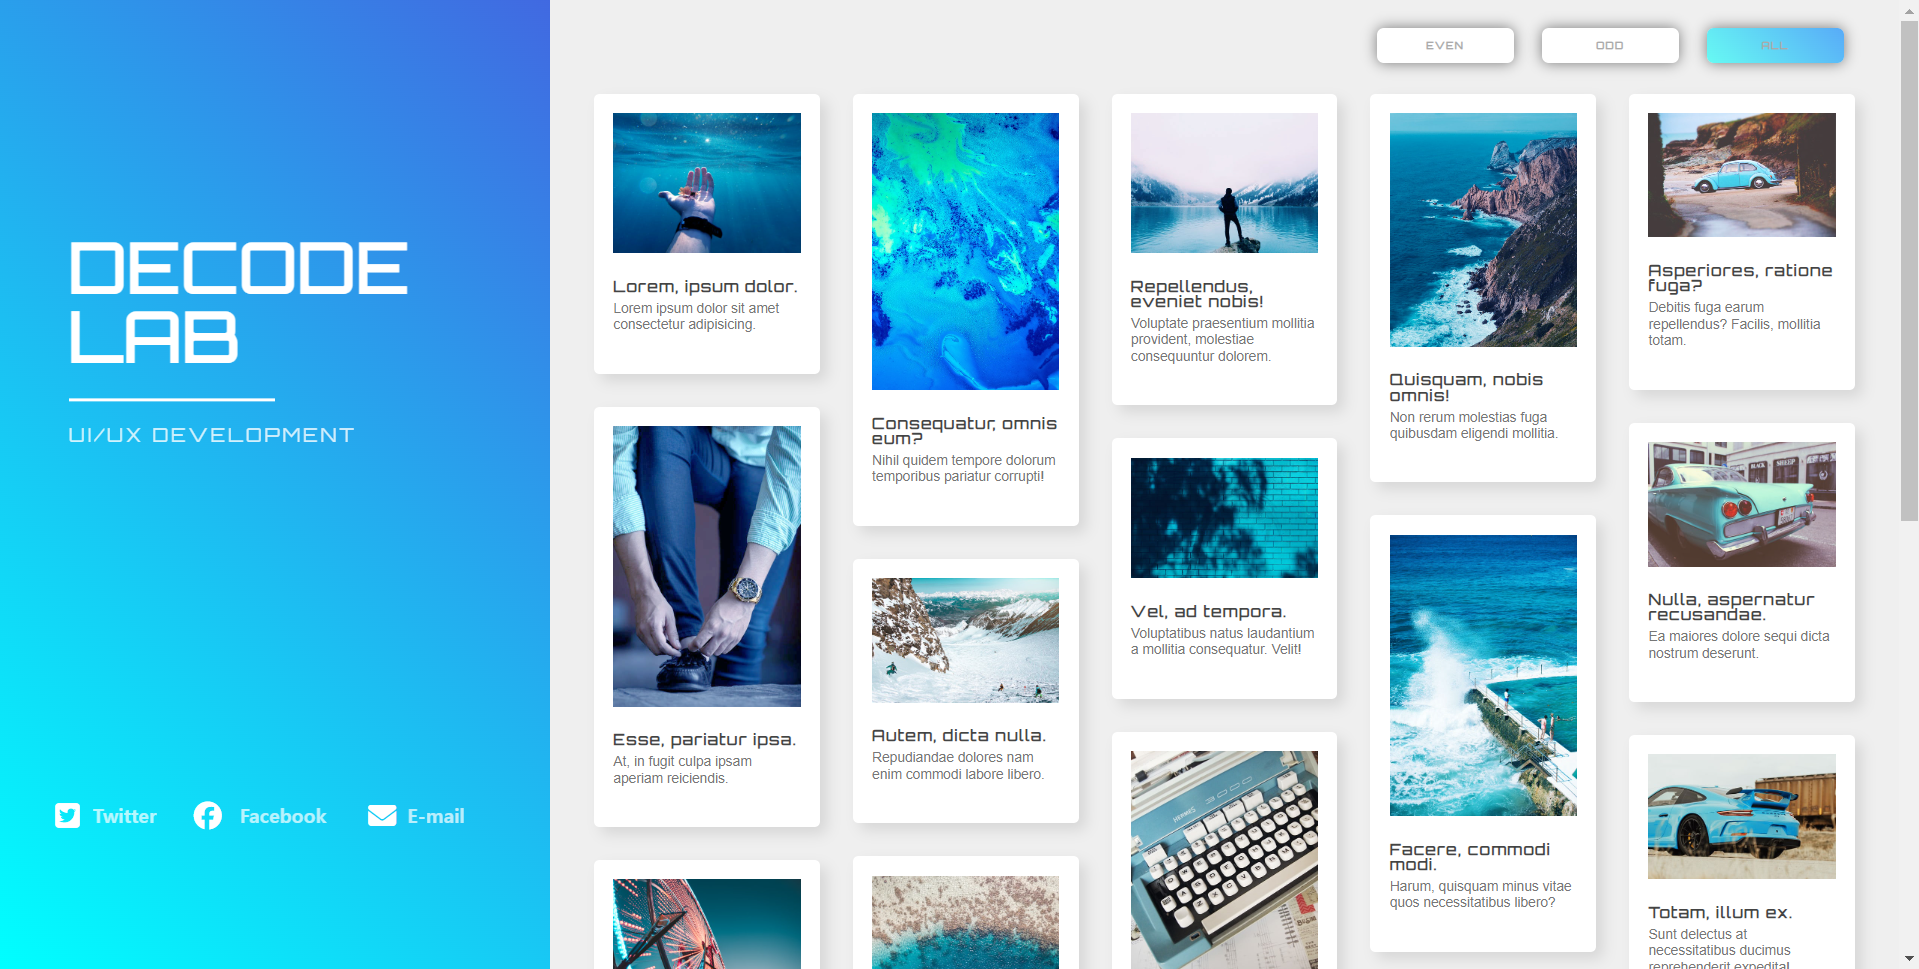 DECODE
LAB
UI/UX DEVELOPMENT
Twitter
Facebook
E-mail
EVEN
ODD
ALL
Lorem, ipsum dolor.
Lorem ipsum dolor sit amet
consectetur adipisicing.
Esse, pariatur ipsa.
At, in fugit culpa ipsam
aperiam reiciendis.
Consequatur, omnis
eum?
Nihil quidem tempore dolorum
temporibus pariatur corrupti!
Autem, dicta nulla.
Repudiandae dolores nam
enim commodi labore libero.
Repellendus,
eveniet nobis!
Voluptate praesentium mollitia
provident, molestiae
consequuntur dolorem.
Vel, ad tempora.
Voluptatibus natus laudantium
a mollitia consequatur. Velit!
HERMES
Quisquam, nobis
omnis!
Non rerum molestias fuga
quibusdam eligendi mollitia.
Facere, commodi
modi.
Harum, quisquam minus vitae
quos necessitatibus libero?
Asperiores, ratione
fuga?
Debitis fuga earum
repellendus? Facilis, mollitia
totam.
BLACK SHEEP
Nulla, aspernatur
recusandae.
Ea maiores dolore sequi dicta
nostrum deserunt.
Totam, illum ex.
Sunt delectus at
necessitatibus ducimus
reprehenderit expedita!